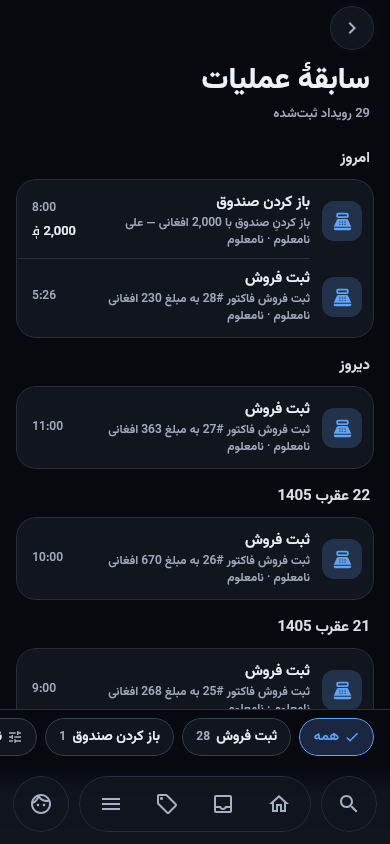 سابقهٔ عملیات
29 رویداد ثبت‌شده
امروز
باز کردن صندوق
8:00
باز کردنِ صندوق با 2,000 افغانی — علی
2,000 ؋
نامعلوم · نامعلوم
ثبت فروش
ثبت فروش فاکتور #28 به مبلغ 230 افغانی
5:26
نامعلوم · نامعلوم
دیروز
ثبت فروش
ثبت فروش فاکتور #27 به مبلغ 363 افغانی
11:00
نامعلوم · نامعلوم
22 عقرب 1405
ثبت فروش
ثبت فروش فاکتور #26 به مبلغ 670 افغانی
10:00
نامعلوم · نامعلوم
21 عقرب 1405
ثبت فروش
ثبت فروش فاکتور #25 به مبلغ 268 افغانی
9:00
همه
ثبت فروش 28
باز کردن صندوق 1